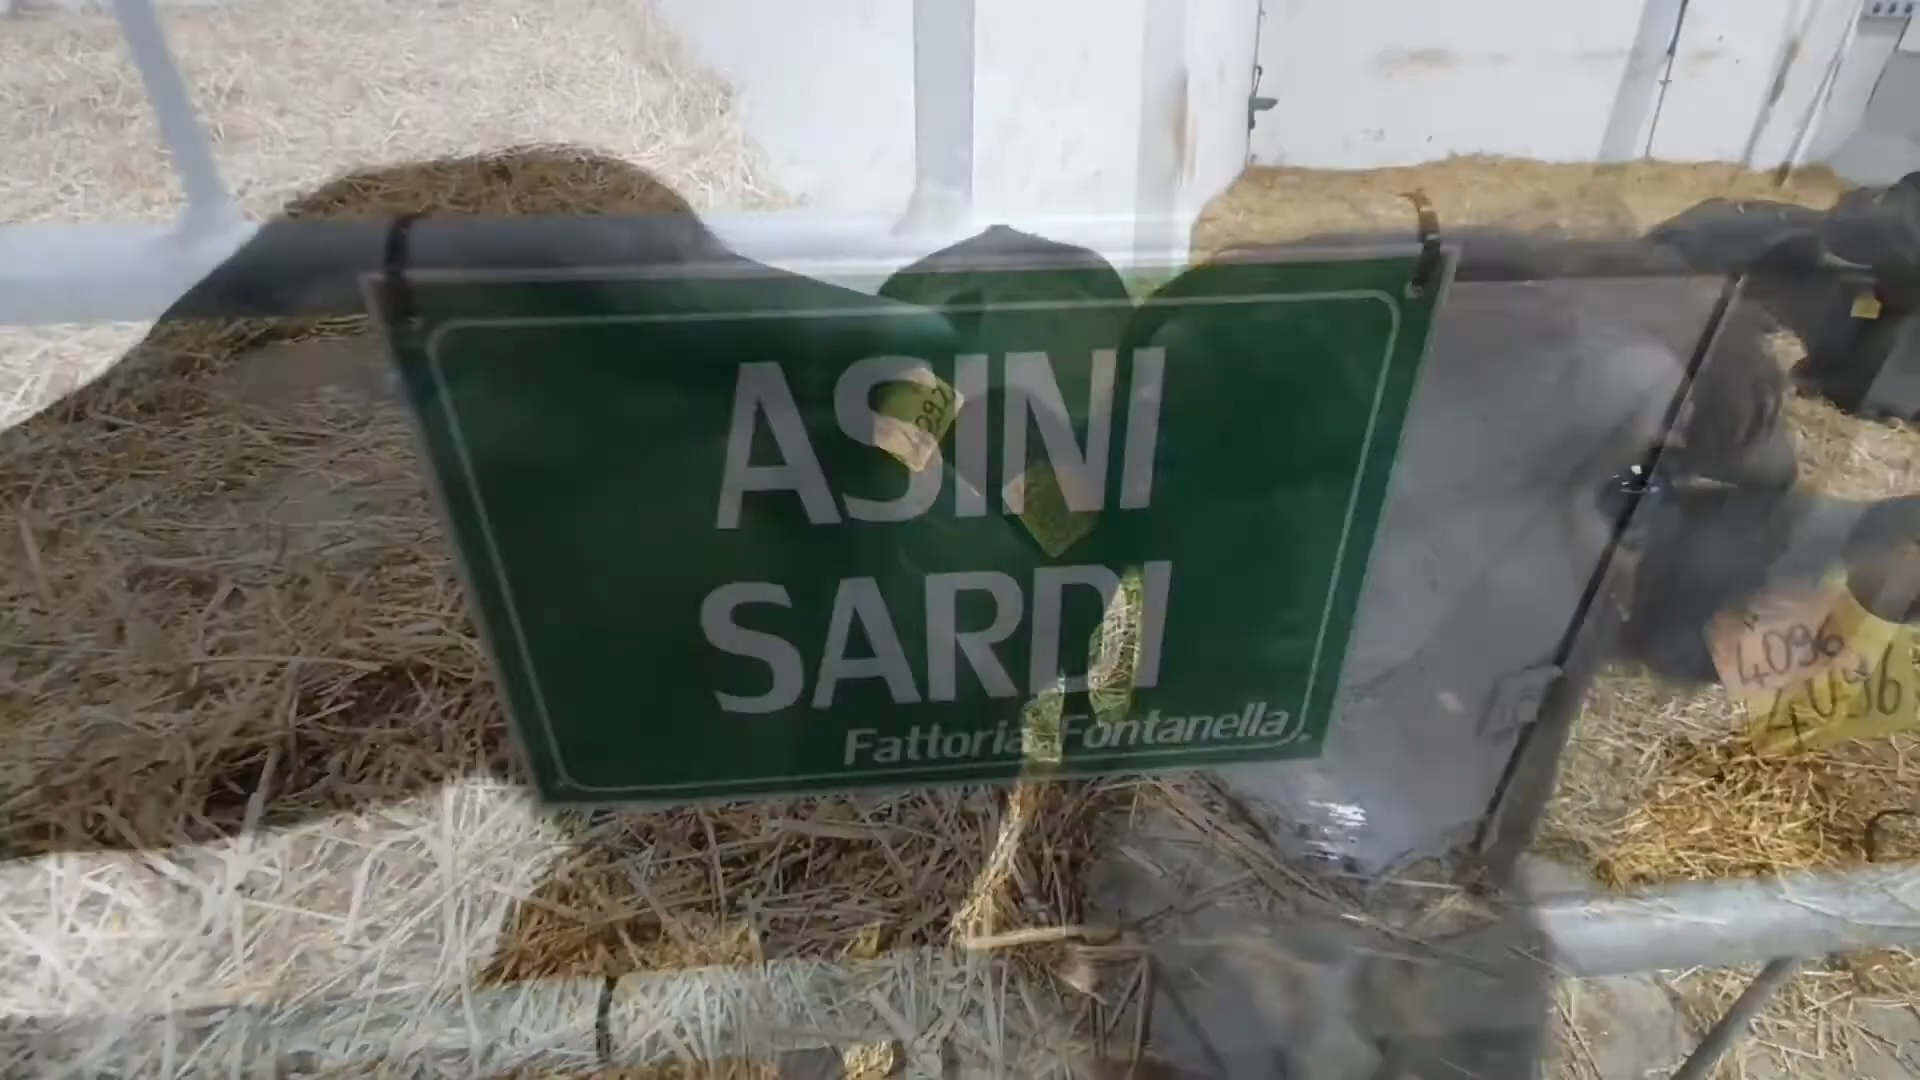 ASINI
SARDI
Fattoria Fontanella
4096
4096